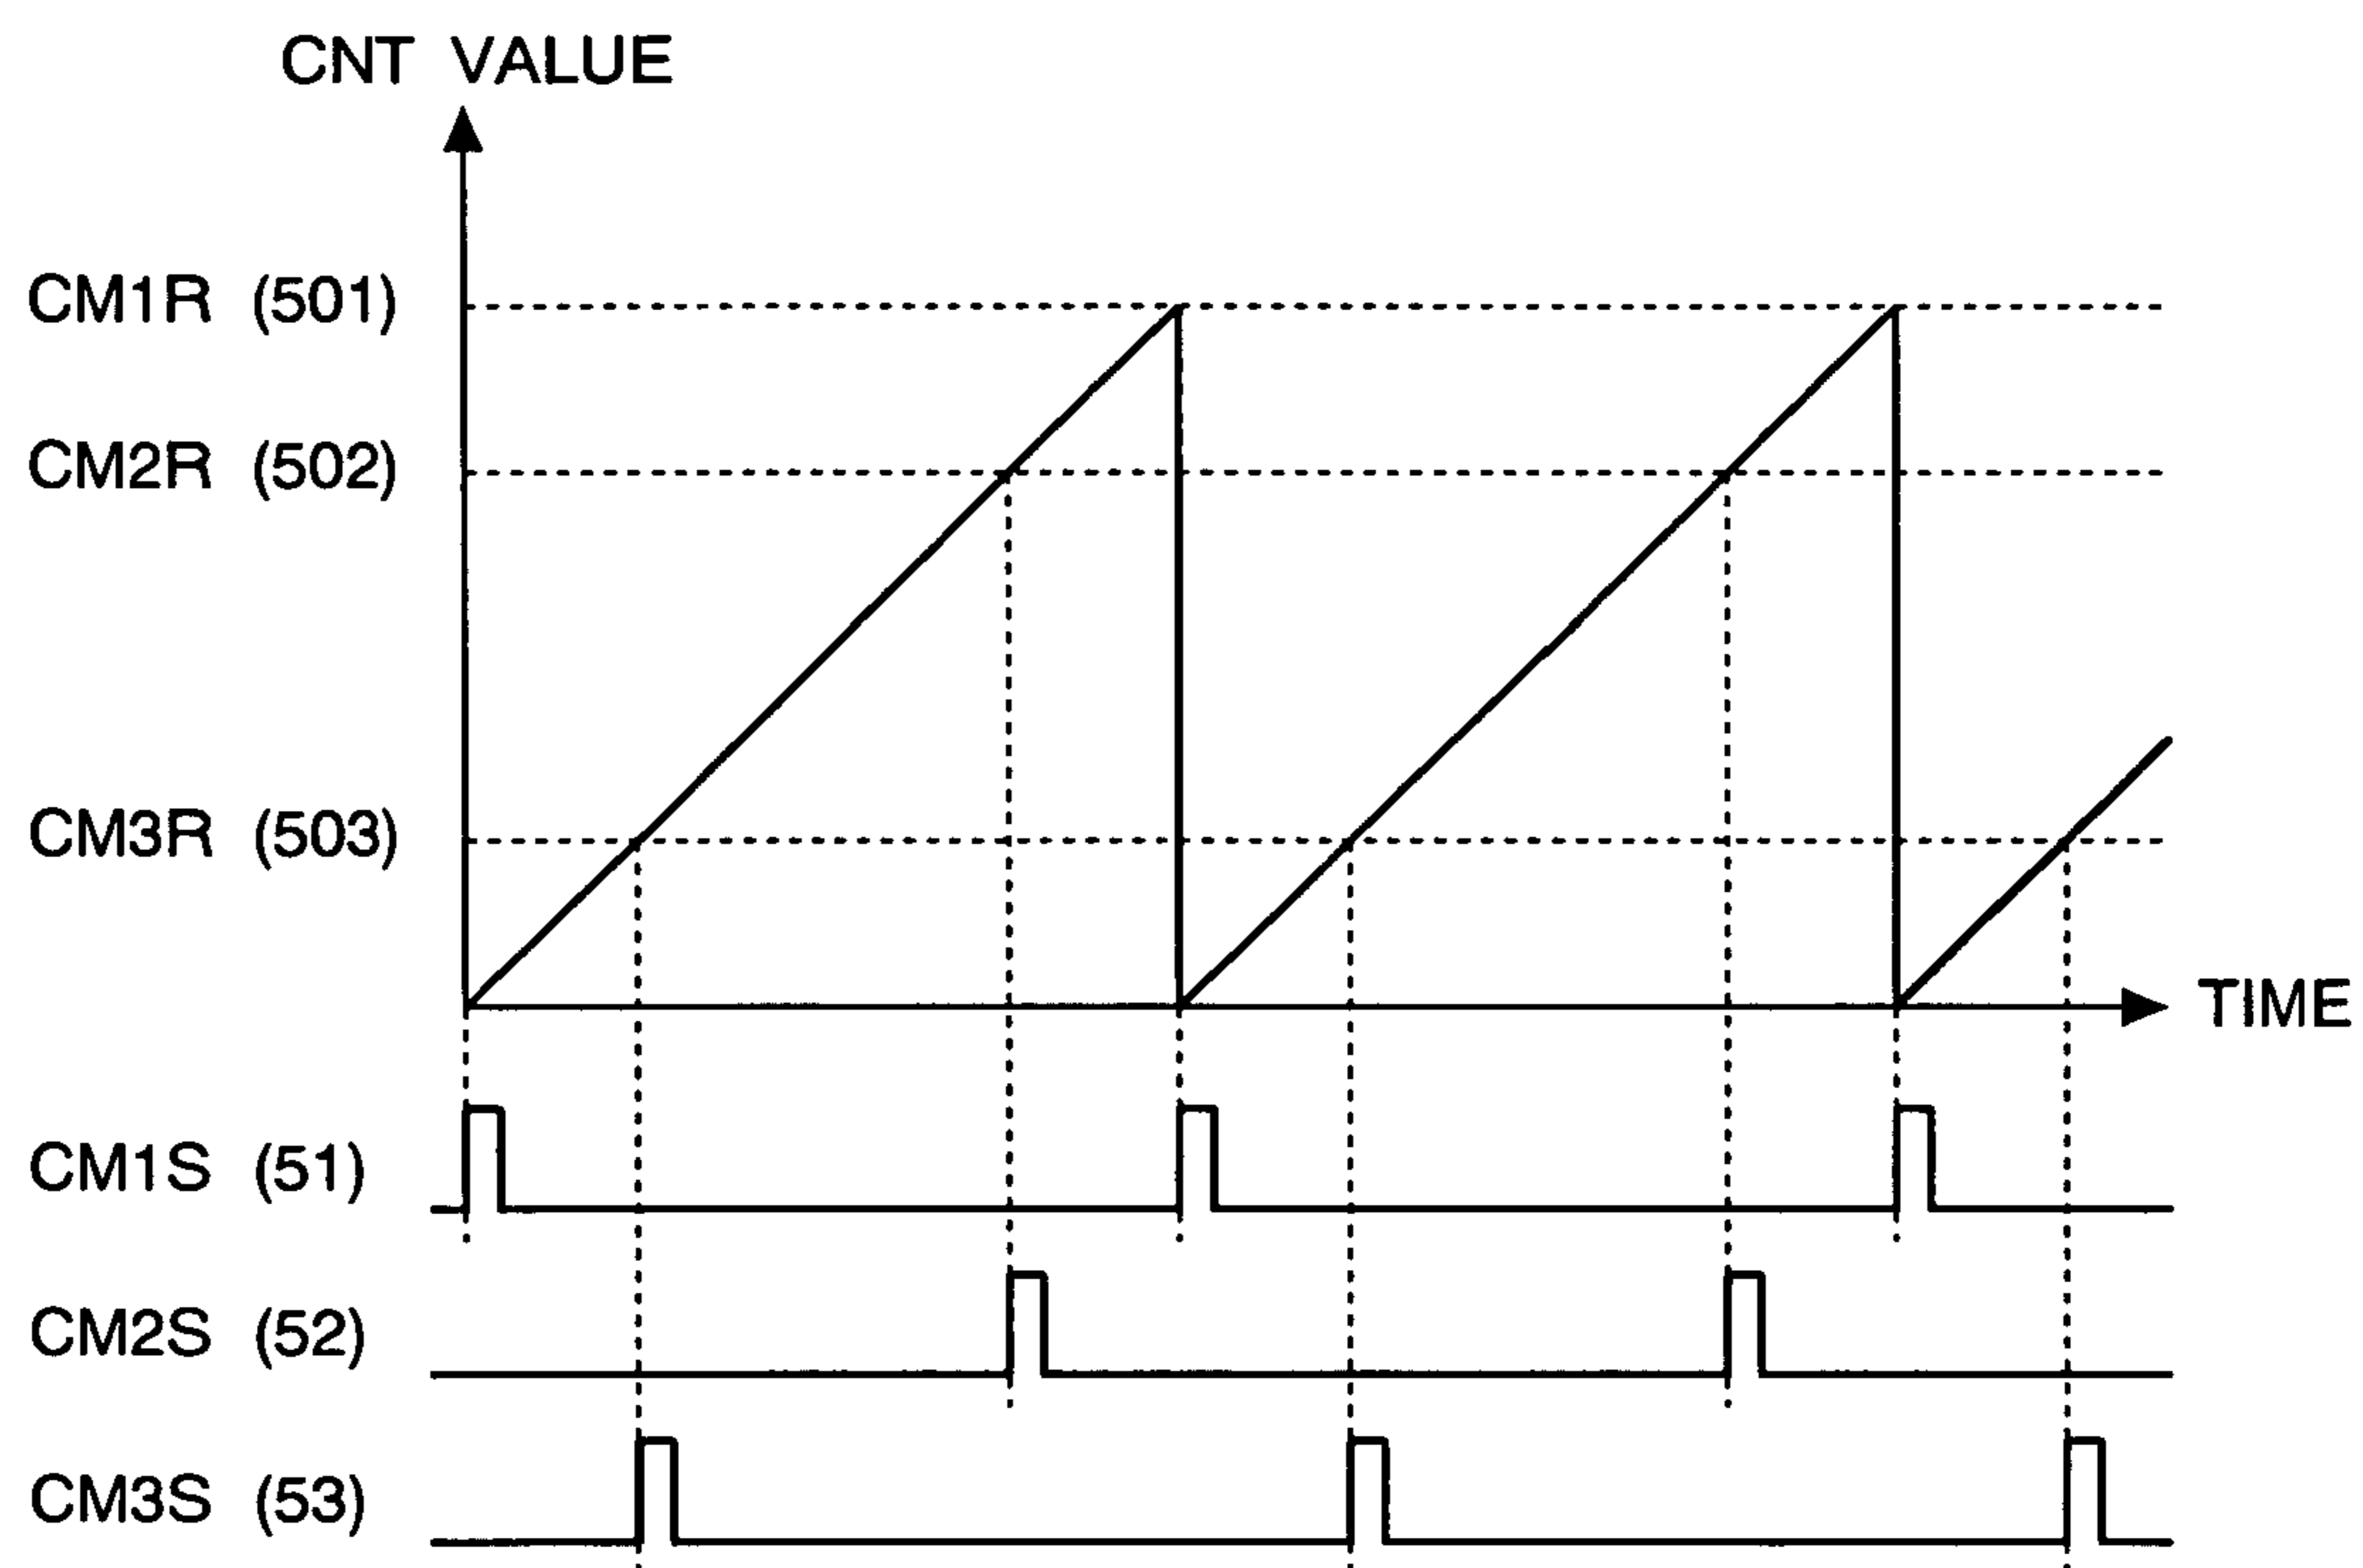 CNT VALUE
CM1R (501)
CM2R (502)
CM3R (503)
TIME
CM1S (51)
CM2S (52)
CM3S (53)